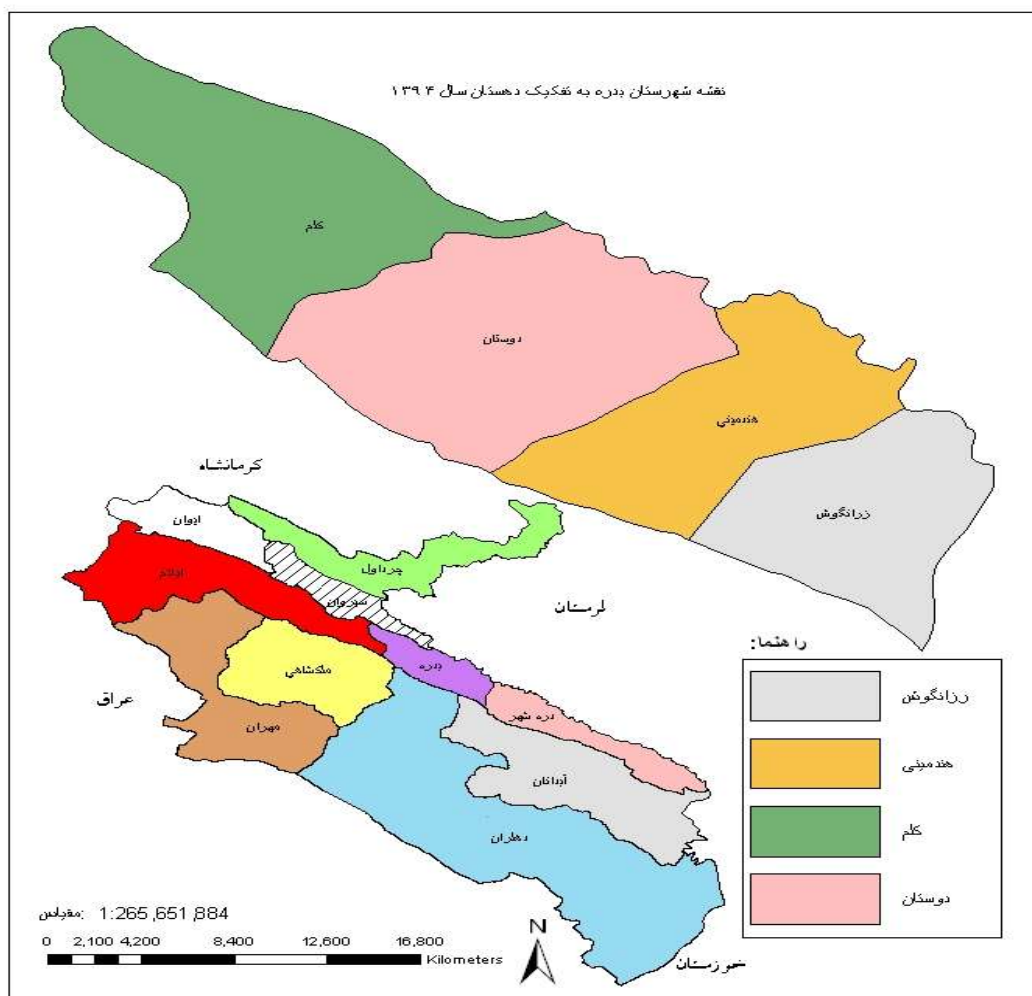 نقشه شهرستان بدره به تفکیک دهستان سال ۱۳۹۴
کلم
دوستان
هندمینی
زرانگوش
کرمانشاه
ایوان
چرداول
ایلام
سیروان
لرستان
بدره
ملکشاهی
عراق
مهران
دره شهر
آبدانان
دهلران
خوزستان
راهنما:
رزانگوش
هندمینی
کلم
دوستان
مقیاس: 1:265,651,884
0 2,100 4,200 8,400 12,600 16,800
Kilometers
N